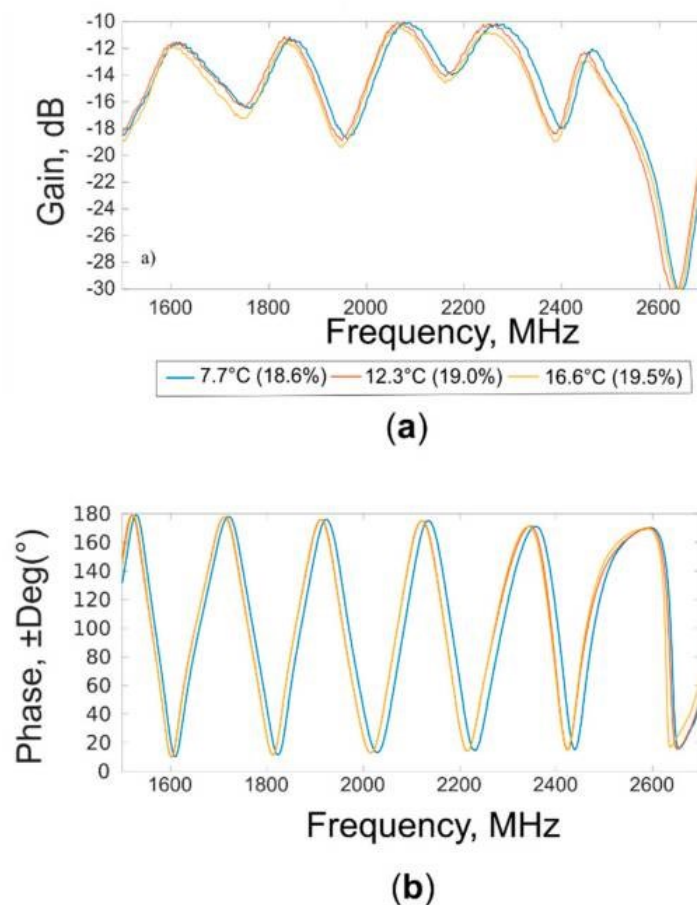 Gain, dB
-10
-12
-14
-16
-18
-20
-22
-24
-26
-28
-30
a)
1600 1800 2000 2200 2400 2600
Frequency, MHz
7.7°C (18.6%) 12.3°C (19.0%) 16.6°C (19.5%)
(a)
Phase, ±Deg(°)
180
160
140
120
100
80
60
40
20
0
1600 1800 2000 2200 2400 2600
Frequency, MHz
(b)